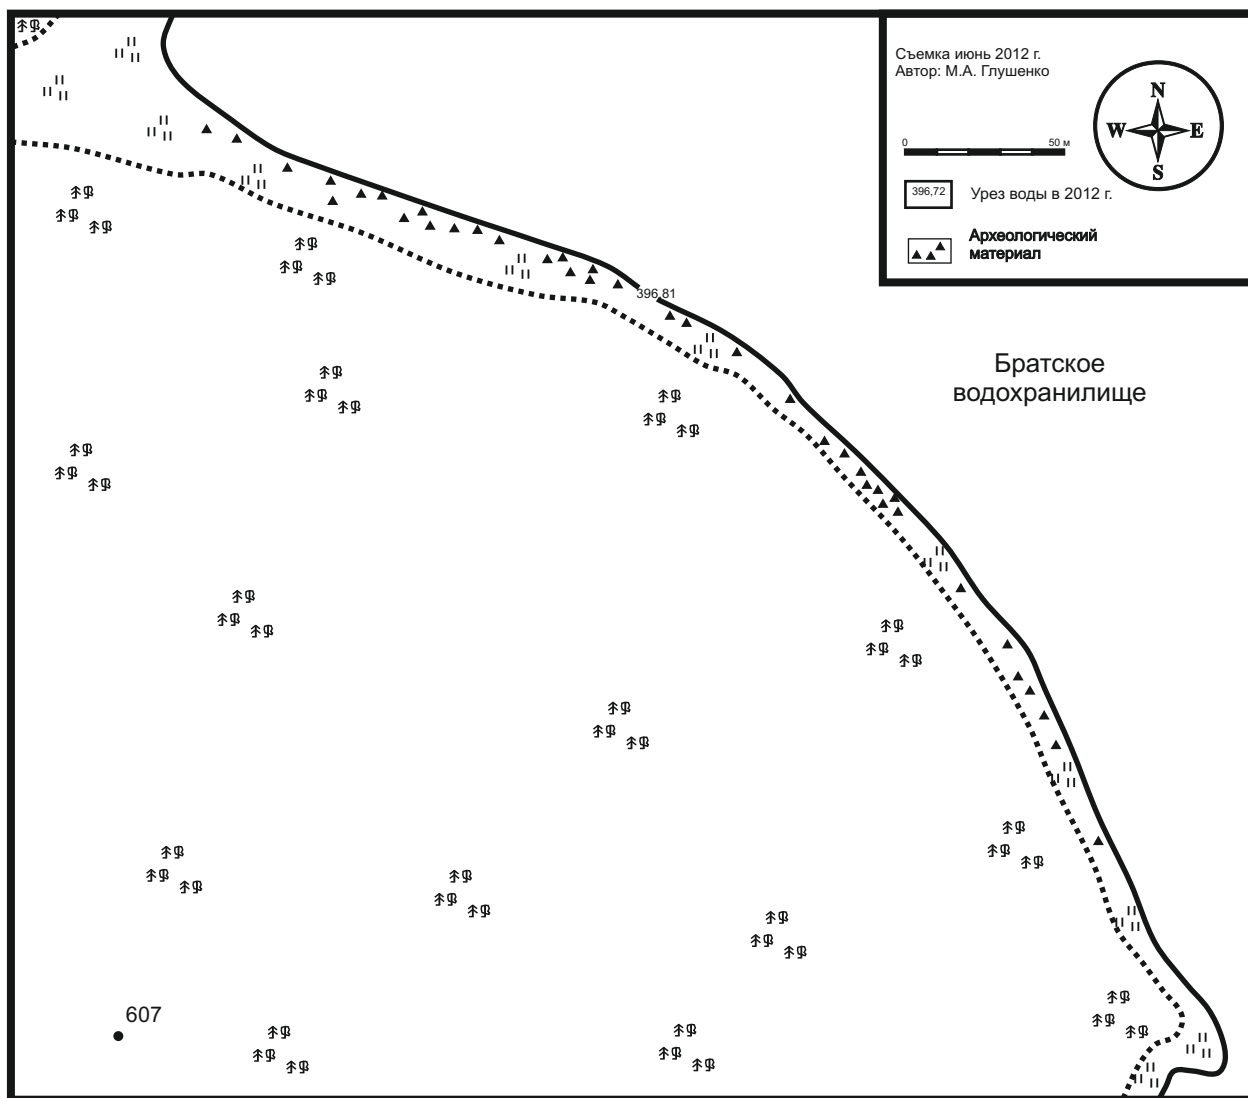 Съемка июнь 2012 г.
Автор: М.А. Глушенко
N
W E
S
0 50 м
396,72 Урез воды в 2012 г.
Археологический
материал
396,81
Братское
водохранилище
607